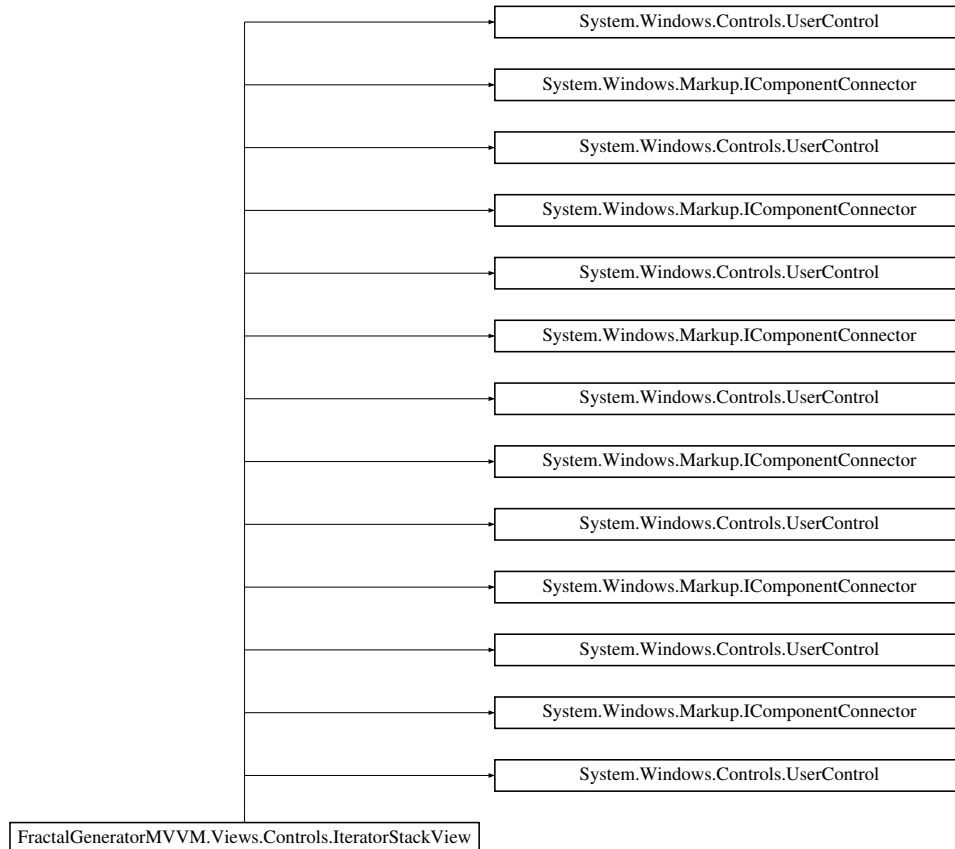 System.Windows.Controls.UserControl
System.Windows.Markup.IComponentConnector
System.Windows.Controls.UserControl
System.Windows.Markup.IComponentConnector
System.Windows.Controls.UserControl
System.Windows.Markup.IComponentConnector
System.Windows.Controls.UserControl
System.Windows.Markup.IComponentConnector
System.Windows.Controls.UserControl
System.Windows.Markup.IComponentConnector
System.Windows.Controls.UserControl
System.Windows.Markup.IComponentConnector
System.Windows.Controls.UserControl
FractalGeneratorMVVM.Views.Controls.IteratorStackView